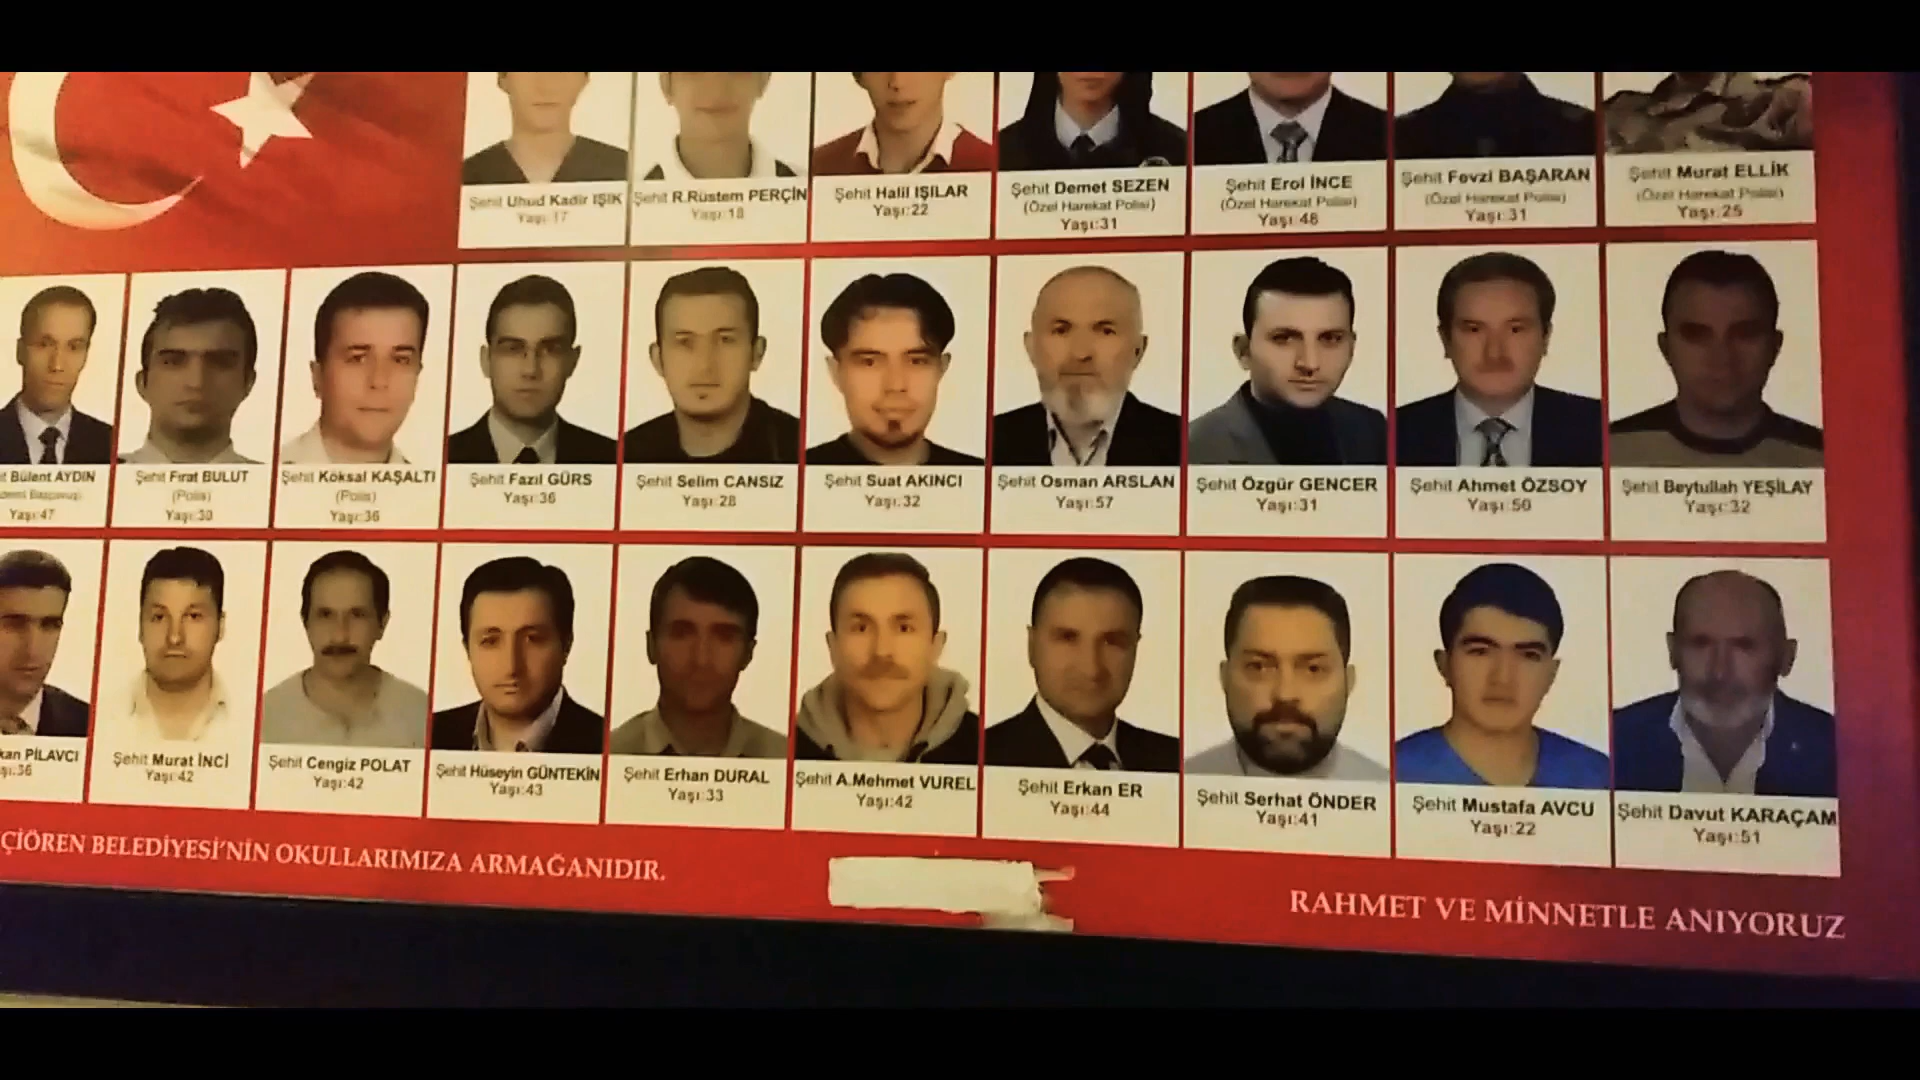 Şehit Uhud Kadir IŞIK
Yaşı:17
Şehit R.Rüstem PERÇİN
Yaşı:18
Şehit Halil IŞILAR
Yaşı:22
Şehit Demet SEZEN
(Özel Harekat Polisi)
Yaşı:31
Şehit Erol İNCE
(Özel Harekat Polisi)
Yaşı:48
Şehit Fevzi BAŞARAN
(Özel Harekat Polisi)
Yaşı:31
Şehit Murat ELLİK
(Özel Harekat Polisi)
Yaşı:25
Bülent AYDIN
Yaşı:47
Şehit Fırat BULUT
(Polis)
Yaşı:30
Şehit Köksal KAŞALTI
(Polis)
Yaşı:36
Şehit Fazıl GÜRS
Yaşı:36
Şehit Selim CANSIZ
Yaşı:28
Şehit Suat AKINCI
Yaşı:32
Şehit Osman ARSLAN
Yaşı:57
Şehit Özgür GENCER
Yaşı:31
Şehit Ahmet ÖZSOY
Yaşı:50
Şehit Beytullah YEŞİLAY
Yaşı:32
kan PİLAVCI
şı:36
Şehit Murat İNCİ
Yaşı:42
Şehit Cengiz POLAT
Yaşı:42
Şehit Hüseyin GÜNTEKİN
Yaşı:43
Şehit Erhan DURAL
Yaşı:33
Şehit A.Mehmet VUREL
Yaşı:42
Şehit Erkan ER
Yaşı:44
Şehit Serhat ÖNDER
Yaşı:41
Şehit Mustafa AVCU
Yaşı:22
Şehit Davut KARAÇAM
Yaşı:51
ÇİÖREN BELEDİYESİ'NİN OKULLARIMIZA ARMAĞANIDIR.
RAHMET VE MİNNETLE ANIYORUZ